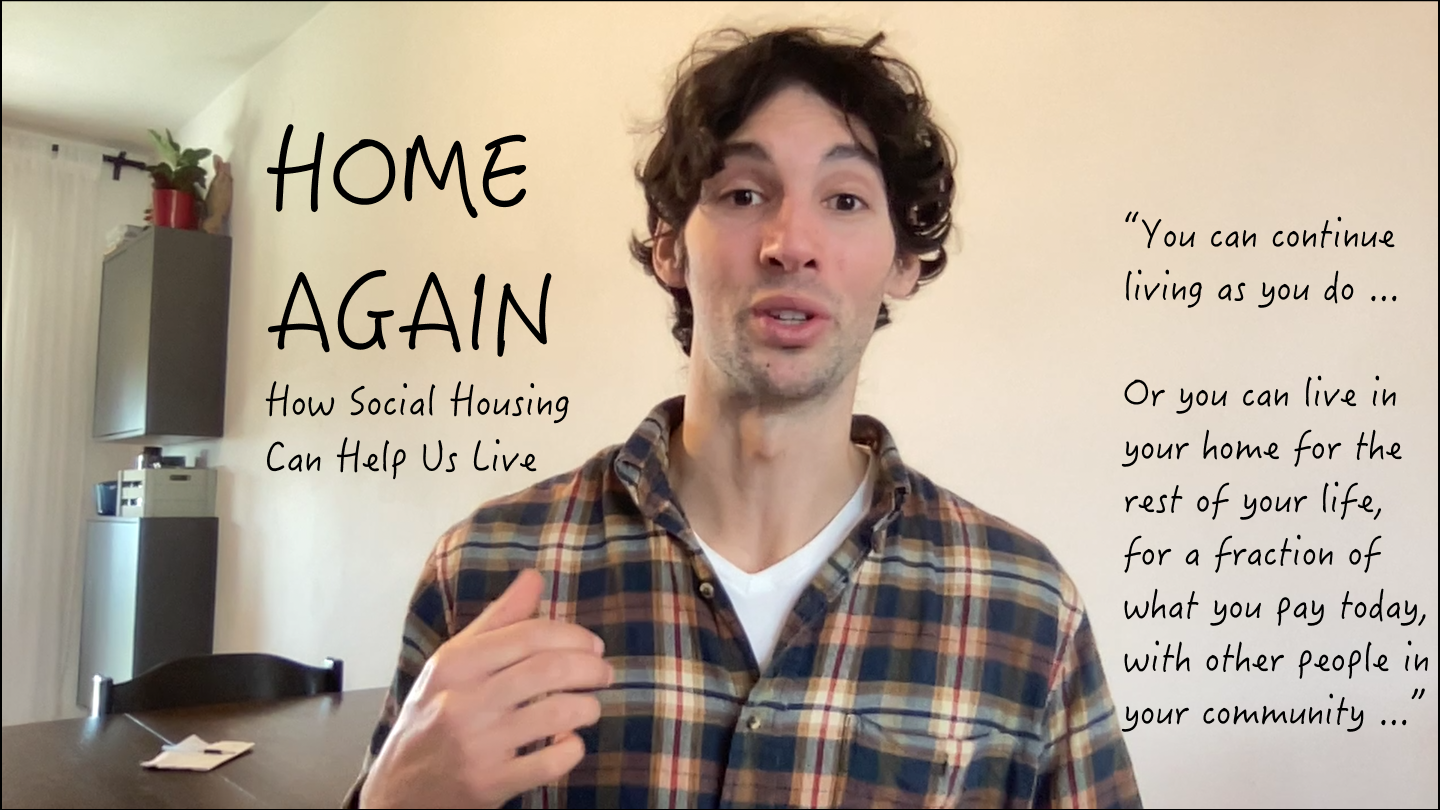 HOME
AGAIN
How Social Housing
Can Help Us Live
“You can continue
living as you do ...
Or you can live in
your home for the
rest of your life,
for a fraction of
what you pay today,
with other people in
your community ...”